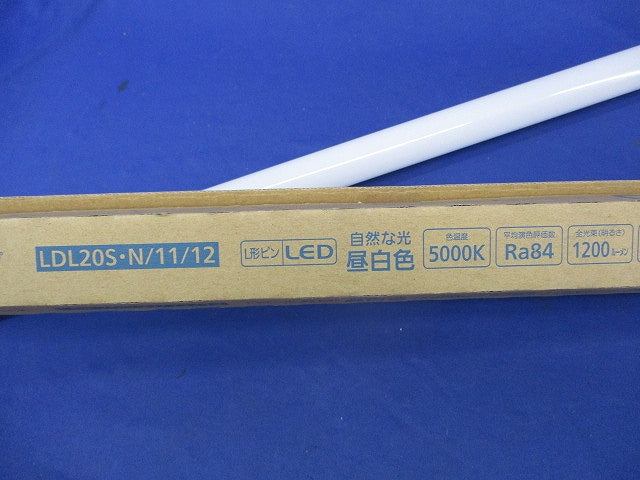 LDL20S・N/11/12
L形ピン LED
自然な光
昼白色
色温度
5000K
平均演色評価数
Ra84
全光束(明るさ)
1200ルーメン